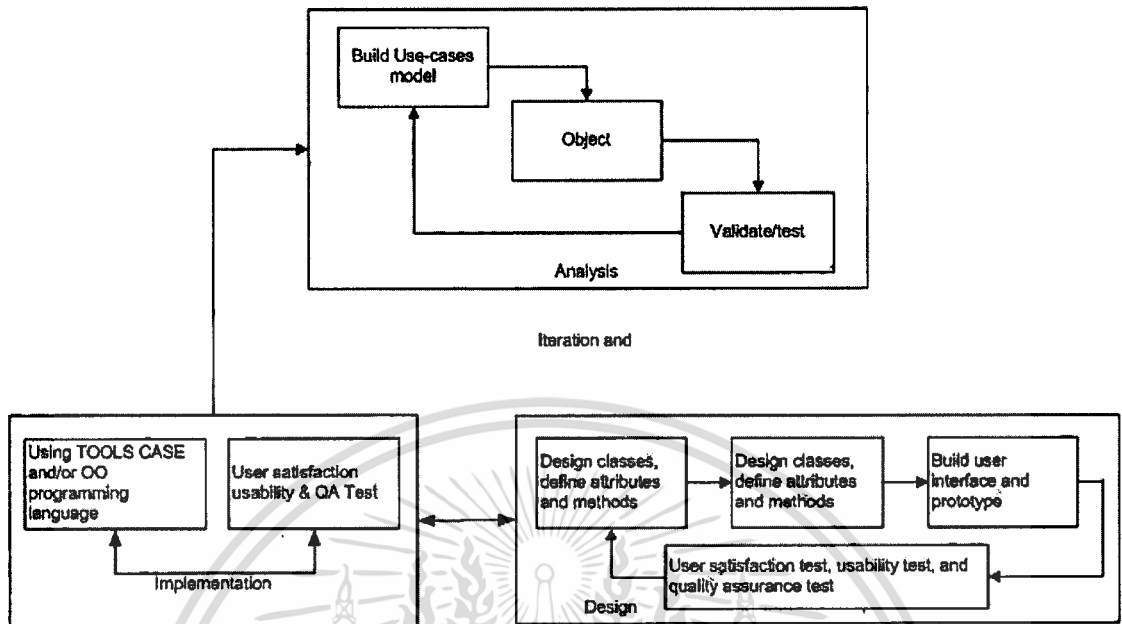 Build Use-cases
model
Object
Validate/test
Analysis
Iteration and
Using TOOLS CASE
and/or OO
programming
language
User satisfaction
usability & QA Test
Implementation
Design classes,
define attributes
and methods
Design classes,
define attributes
and methods
Build user
interface and
prototype
User satisfaction test, usability test, and
quality assurance test
Design